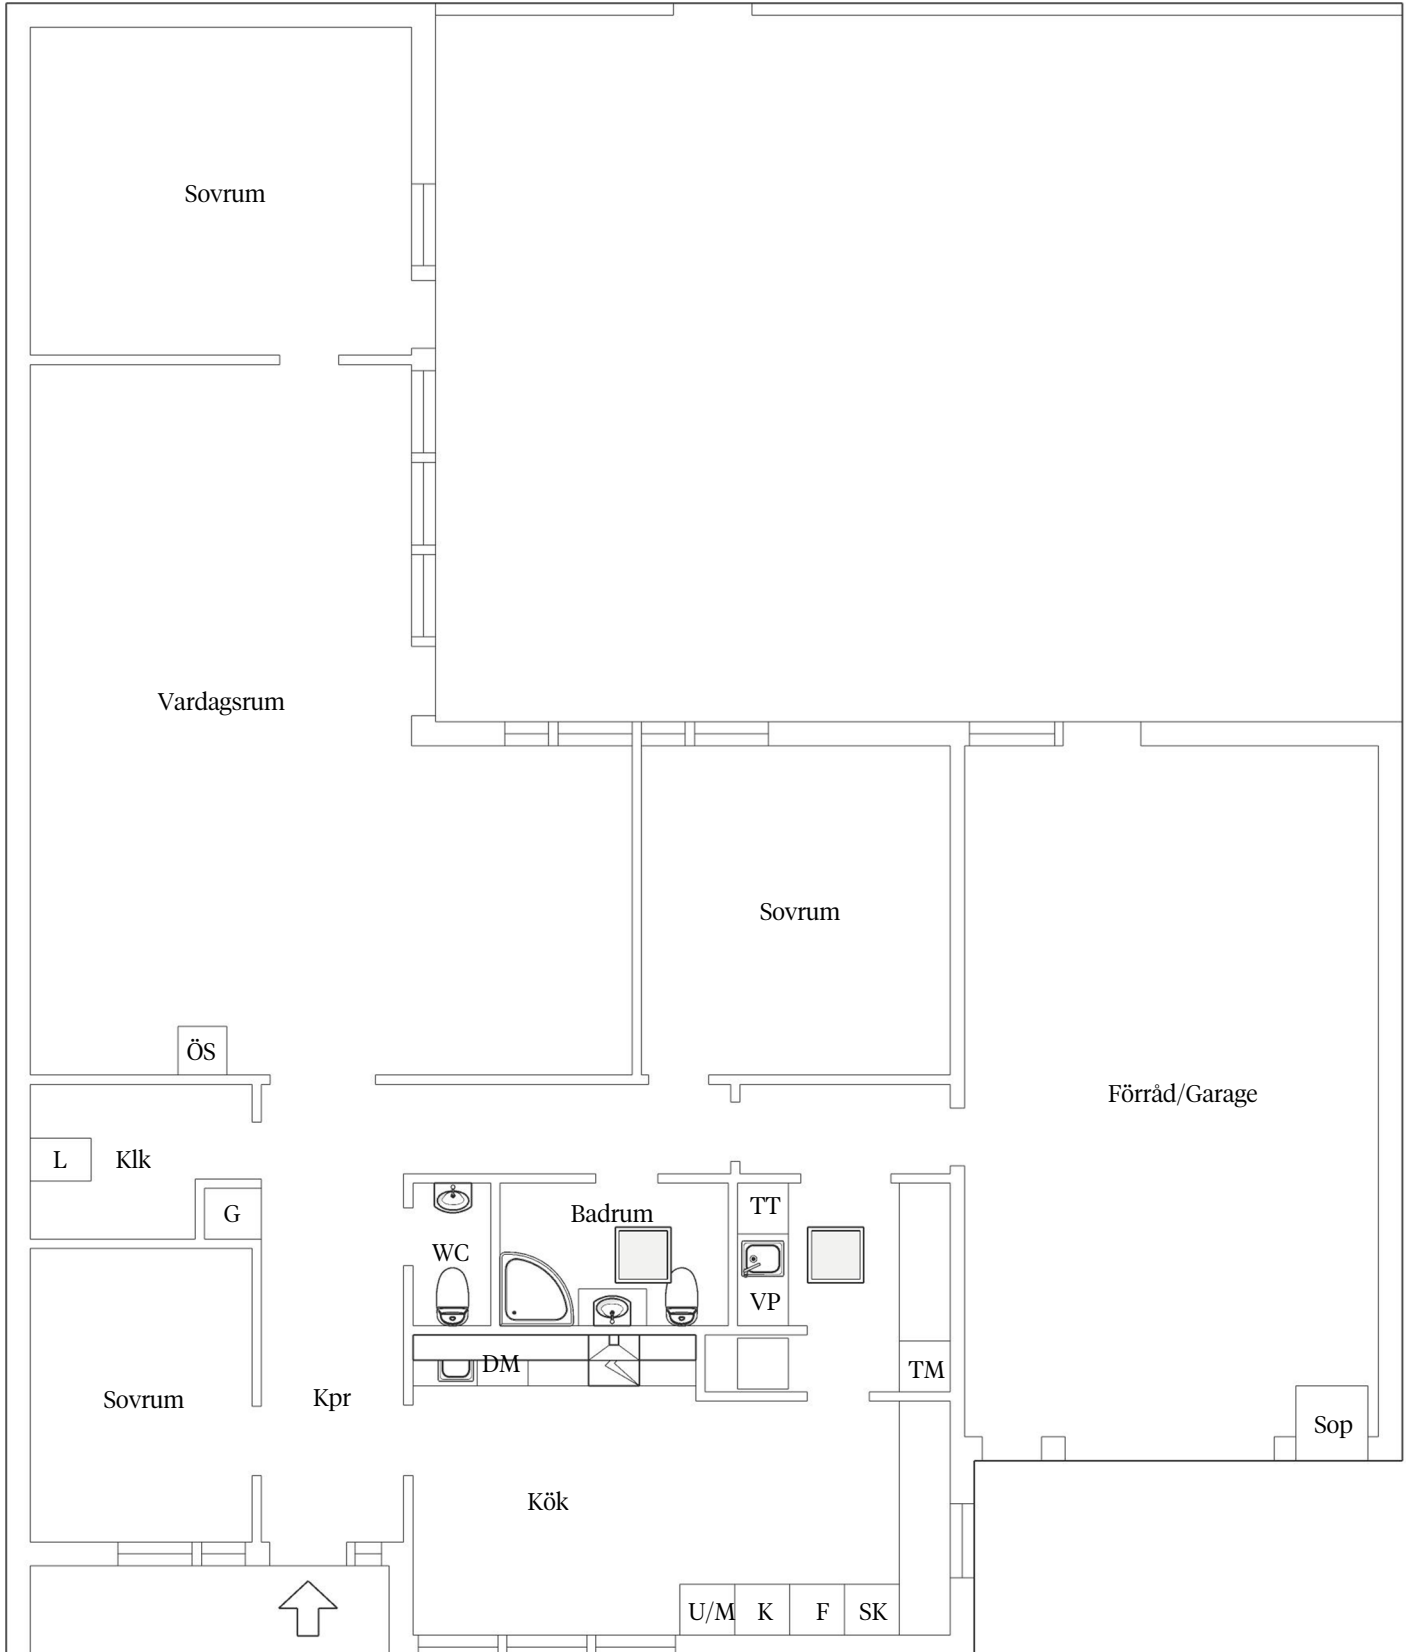 Sovrum
Vardagsrum
Sovrum
ÖS
Förråd/Garage
L
Klk
G
TT
Badrum
WC
VP
DM
TM
Sovrum
Kpr
Sop
Kök
U/M
K
F
SK